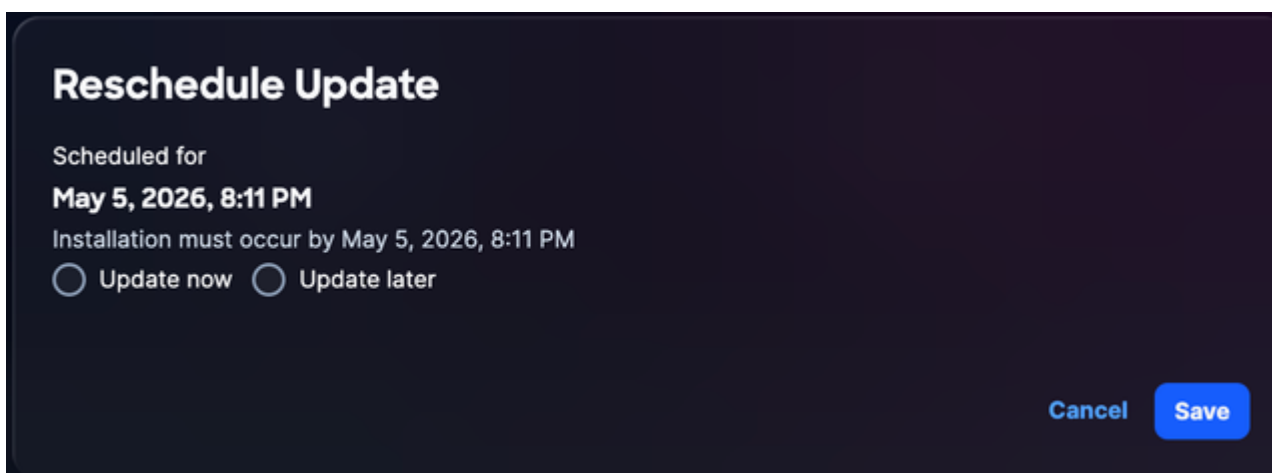 Reschedule Update
Scheduled for
May 5, 2026, 8:11 PM
Installation must occur by May 5, 2026, 8:11 PM
Update now Update later
Cancel Save